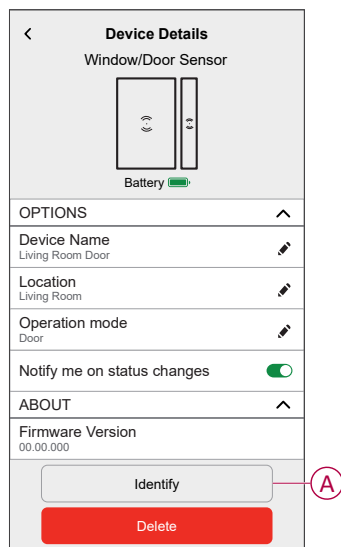 Device Details
Window/Door Sensor
Battery
OPTIONS
Device Name
Living Room Door
Location
Living Room
Operation mode
Door
Notify me on status changes
ABOUT
Firmware Version
00.00.000
Identify
A
Delete